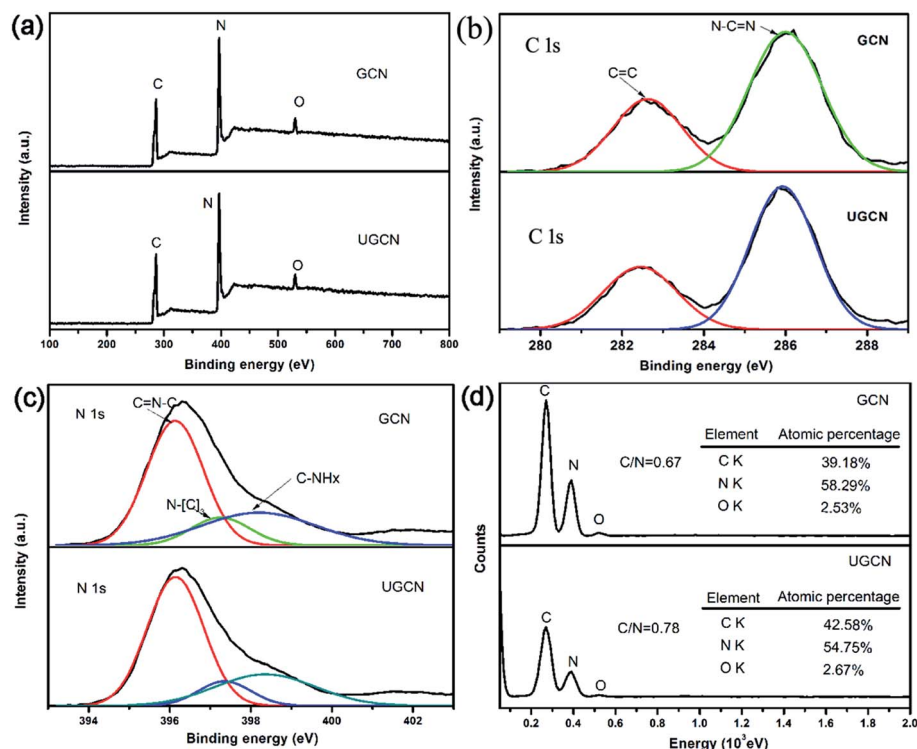 (a)
N
GCN
C
O
UGCN
N
C
O
Intensity (a.u.)
100 200 300 400 500 600 700 800
Binding energy (eV)
(b)
C 1s
N-C=N
GCN
C=C
C 1s
UGCN
Intensity (a.u.)
280 282 284 286 288
Binding energy (eV)
(c)
N 1s
C=N-C
GCN
C-NHx
N-[C]3
N 1s
UGCN
Intensity (a.u.)
394 396 398 400 402
Binding energy (eV)
(d)
C
GCN
Element Atomic percentage
N
C/N=0.67
C K 39.18%
N K 58.29%
O K 2.53%
O
UGCN
Element Atomic percentage
C
C/N=0.78
C K 42.58%
N K 54.75%
O K 2.67%
N
O
Counts
0.2 0.4 0.6 0.8 1.0 1.2 1.4 1.6 1.8 2.0
Energy (10³eV)